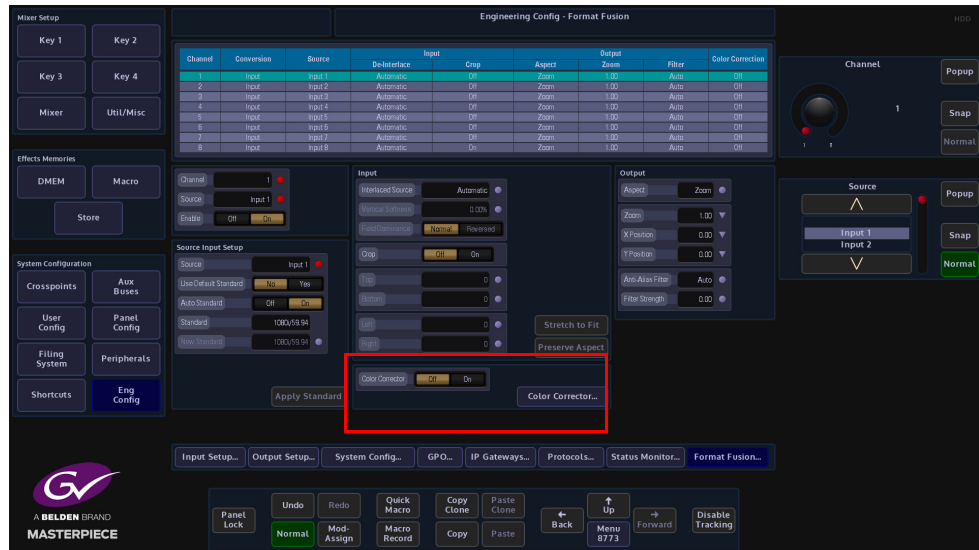 Mixer Setup
Engineering Config - Format Fusion
HDD
Key 1
Key 2
Key 3
Key 4
Mixer
Util/Misc
Channel
Conversion
Source
Input
Output
Color Correction
De-Interlace
Crop
Aspect
Zoom
Filter
1 Input Input 1 Automatic Off Zoom 1.00 Auto Off
2 Input Input 2 Automatic Off Zoom 1.00 Auto Off
3 Input Input 3 Automatic Off Zoom 1.00 Auto Off
4 Input Input 4 Automatic Off Zoom 1.00 Auto Off
5 Input Input 5 Automatic Off Zoom 1.00 Auto Off
6 Input Input 6 Automatic Off Zoom 1.00 Auto Off
7 Input Input 7 Automatic Off Zoom 1.00 Auto Off
8 Input Input 8 Automatic On Zoom 1.00 Auto Off
Channel
1
1 8
Popup
Snap
Normal
Effects Memories
DMEM
Macro
Store
Channel 1
Source Input 1
Enable Off On
Source Input Setup
Source Input 1
Use Default Standard No Yes
Auto Standard Off On
Standard 1080i/59.94
New Standard 1080i/59.94
Apply Standard
Input
Interlaced Source Automatic
Vertical Softness 0.00%
Field Dominance Normal Reversed
Crop Off On
Top 0
Bottom 0
Left 0
Right 0
Stretch to Fit
Preserve Aspect
Color Corrector Off On
Color Corrector...
Output
Aspect Zoom
Zoom 1.00
X Position 0.00
Y Position 0.00
Anti-Alias Filter Auto
Filter Strength 0.00
Source
Input 1
Input 2
Popup
Snap
Normal
System Configuration
Crosspoints
Aux Buses
User Config
Panel Config
Filing System
Peripherals
Shortcuts
Eng Config
Input Setup...
Output Setup...
System Config...
GPO...
IP Gateways...
Protocols...
Status Monitor...
Format Fusion...
GV
A BELDEN BRAND
MASTERPIECE
Panel Lock
Undo
Redo
Normal
Mod-Assign
Quick Macro
Macro Record
Copy Clone
Paste Clone
Copy
Paste
Back
Up
Menu 8773
Forward
Disable Tracking